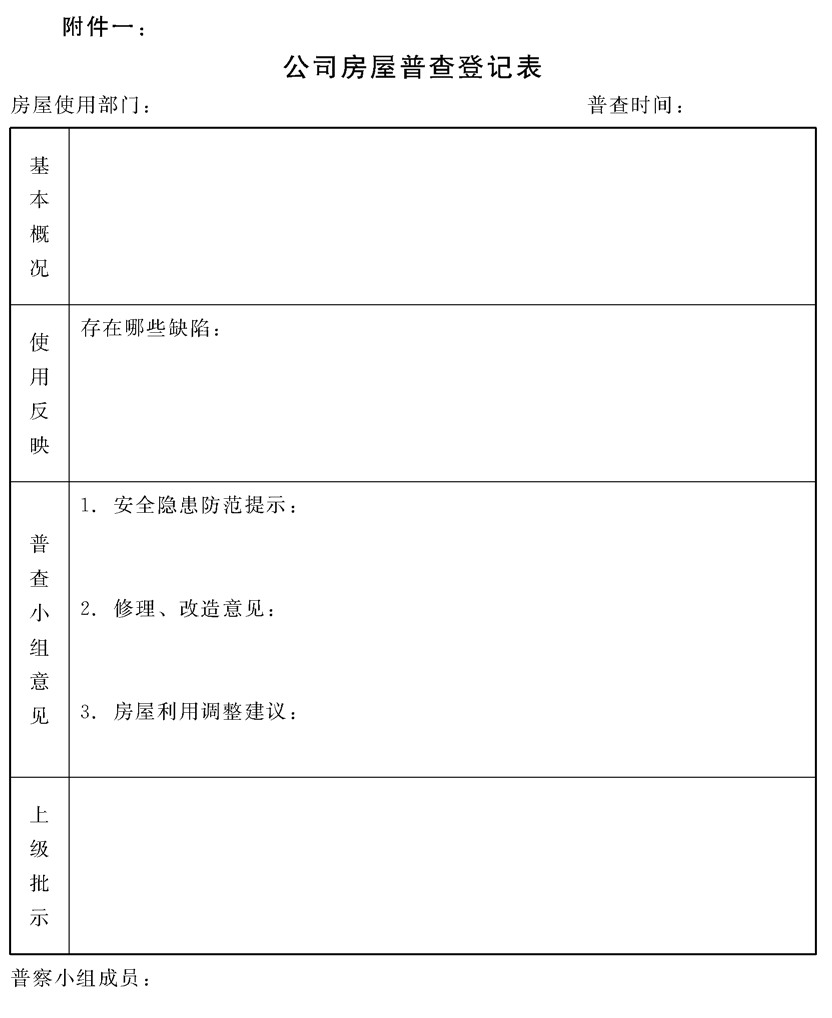 附件一：
公司房屋普查登记表
房屋使用部门： 普查时间：
基本概况
使用反映
存在哪些缺陷：
普查小组意见
1. 安全隐患防范提示：
2. 修理、改造意见：
3. 房屋利用调整建议：
上级批示
普察小组成员：